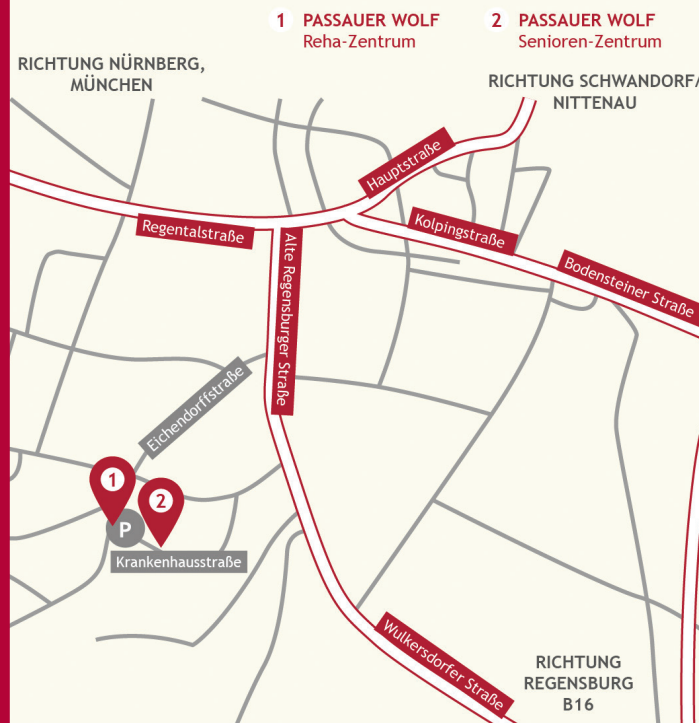 1 PASSAUER WOLF
Reha-Zentrum
2 PASSAUER WOLF
Senioren-Zentrum
RICHTUNG NÜRNBERG,
MÜNCHEN
RICHTUNG SCHWANDORF/
NITTENAU
Hauptstraße
Regentalstraße
Kolpingstraße
Alte Regensburger Straße
Bodensteiner Straße
Eichendorffstraße
1
2
P
Krankenhausstraße
Wulkersdorfer Straße
RICHTUNG
REGENSBURG
B16